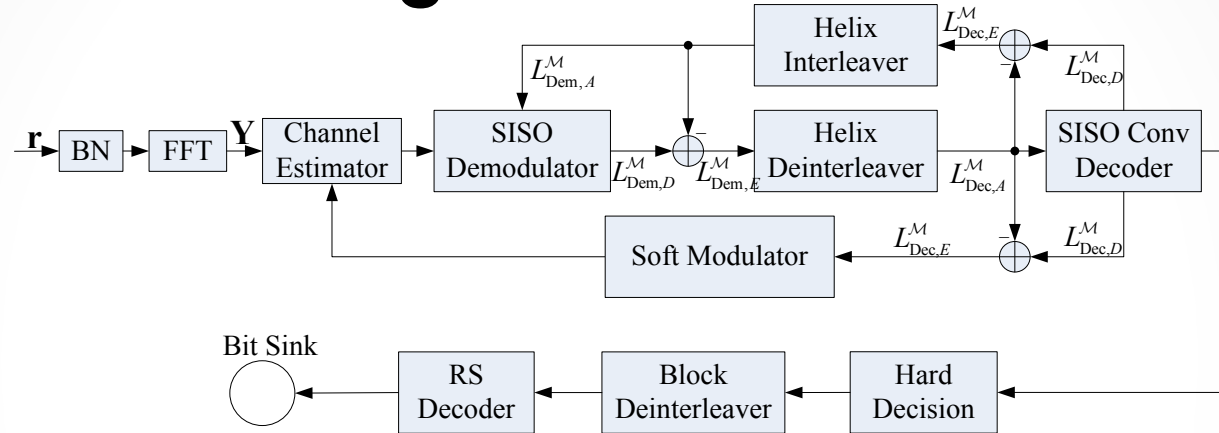 Helix
Interleaver
L^M_Dec,E
L^M_Dec,D
L^M_Dem,A
−
−
r
BN
FFT
Y
Channel
Estimator
SISO
Demodulator
L^M_Dem,D
−
L^M_Dem,E
Helix
Deinterleaver
L^M_Dec,A
SISO Conv
Decoder
Soft Modulator
L^M_Dec,E
L^M_Dec,D
Bit Sink
RS
Decoder
Block
Deinterleaver
Hard
Decision